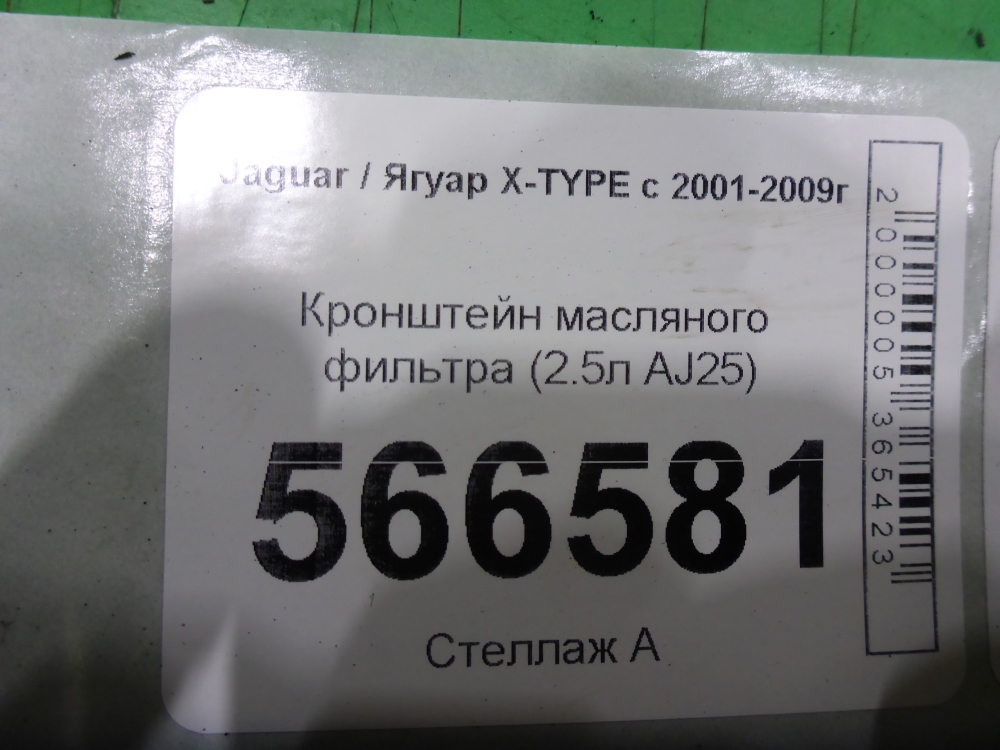 Jaguar / Ягуар X-TYPE с 2001-2009г
Кронштейн масляного
фильтра (2.5л AJ25)
566581
Стеллаж А
2000005365423